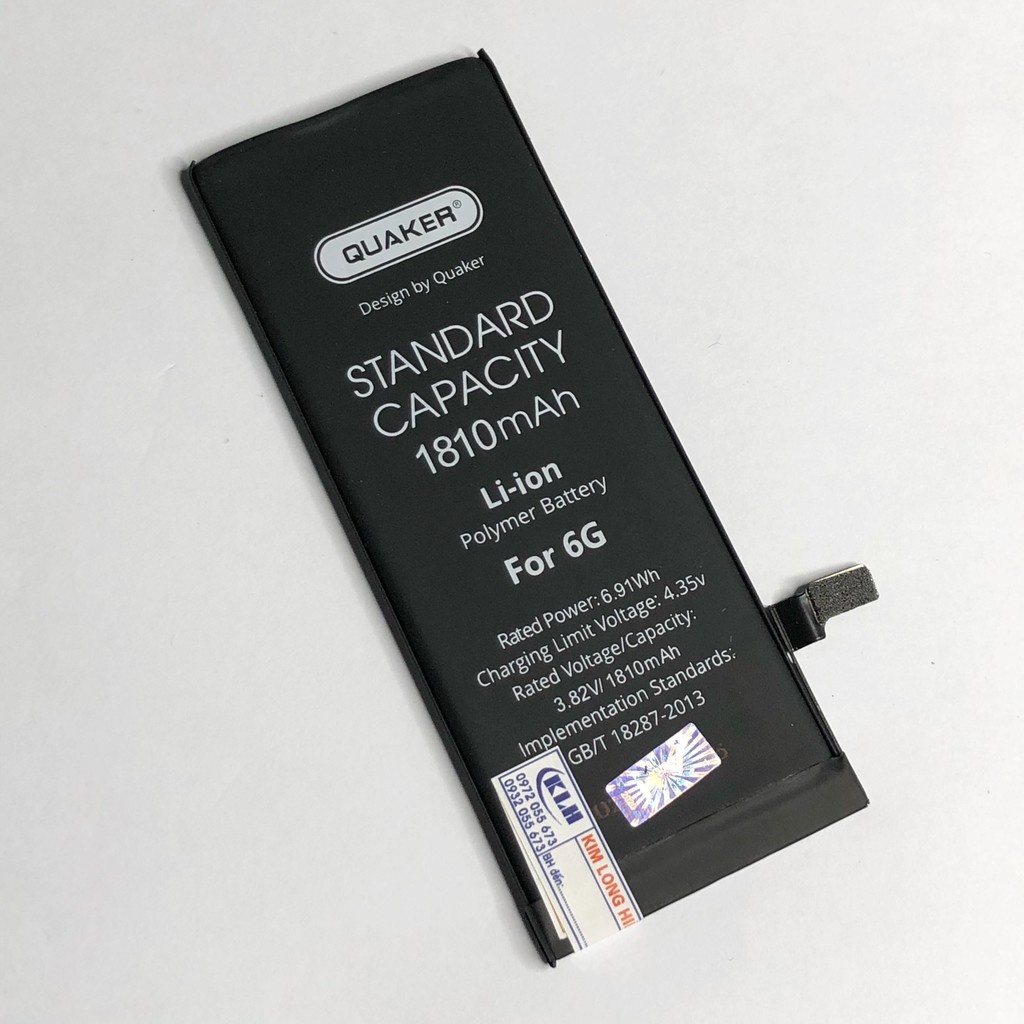 QUAKER®
Design by Quaker
STANDARD
CAPACITY
1810mAh
Li-ion
Polymer Battery
For 6G
Rated Power: 6.91Wh
Charging Limit Voltage: 4.35v
Rated Voltage/Capacity:
3.82V/ 1810mAh
Implementation Standards:
GB/T 18287-2013
KLH
0972 055 673
0932 055 673
BH đến:
KIM LONG